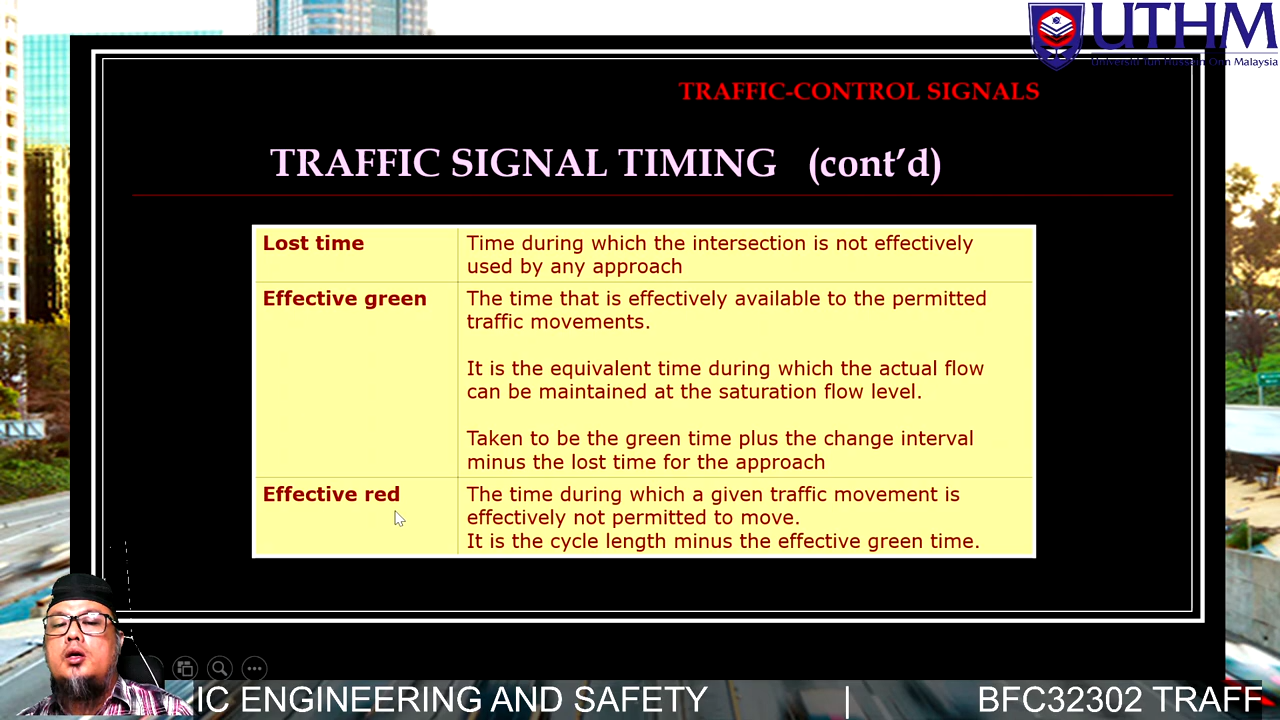 UTHM
Universiti Tun Hussein Onn Malaysia
TRAFFIC-CONTROL SIGNALS
TRAFFIC SIGNAL TIMING (cont’d)
Lost time
Time during which the intersection is not effectively
used by any approach
Effective green
The time that is effectively available to the permitted
traffic movements.
It is the equivalent time during which the actual flow
can be maintained at the saturation flow level.
Taken to be the green time plus the change interval
minus the lost time for the approach
Effective red
The time during which a given traffic movement is
effectively not permitted to move.
It is the cycle length minus the effective green time.
IC ENGINEERING AND SAFETY | BFC32302 TRAFF